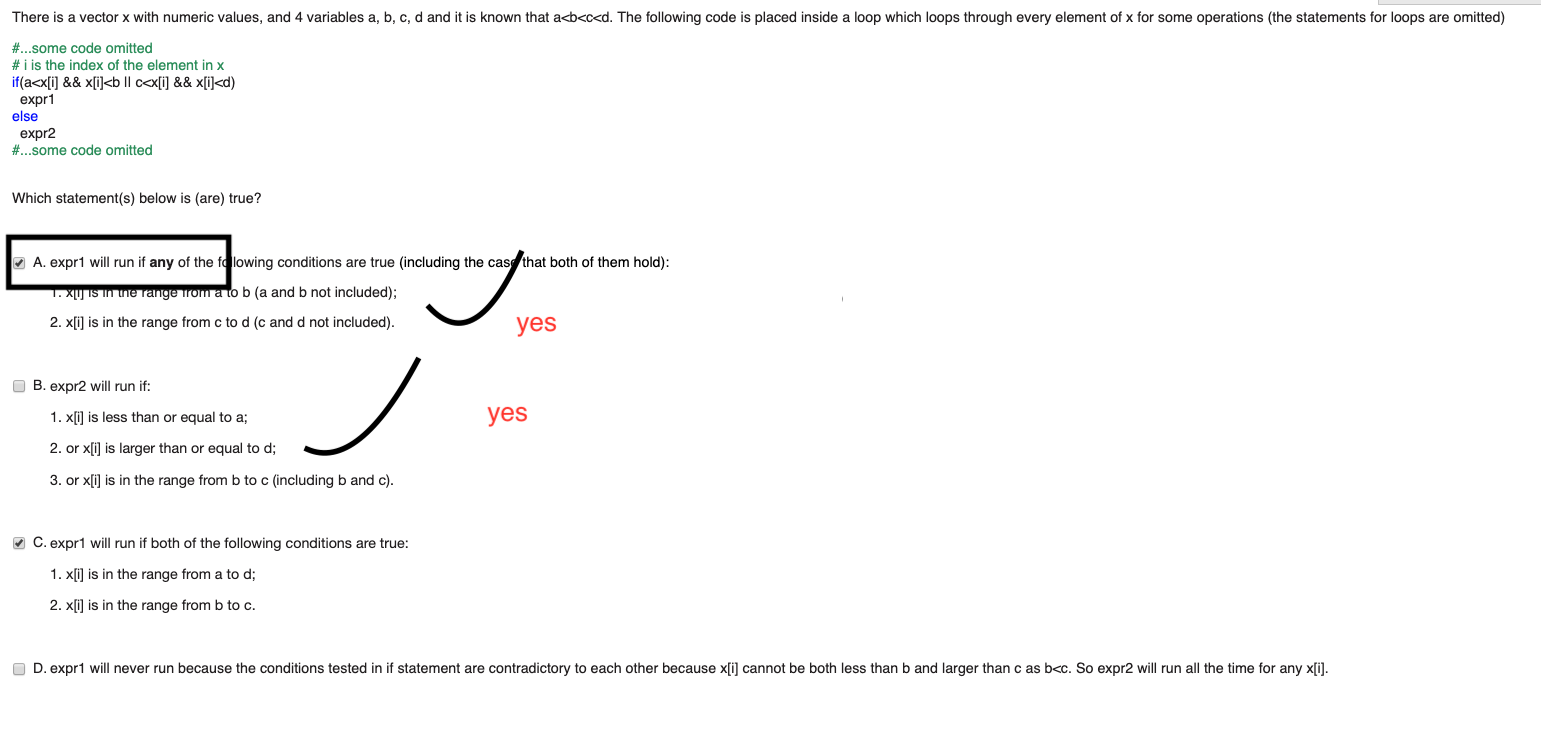 There is a vector x with numeric values, and 4 variables a, b, c, d and it is known that a<b<c<d. The following code is placed inside a loop which loops through every element of x for some operations (the statements for loops are omitted)
#...some code omitted
# i is the index of the element in x
if(a<x[i] && x[i]<b || c<x[i] && x[i]<d)
expr1
else
expr2
#...some code omitted
Which statement(s) below is (are) true?
A. expr1 will run if any of the following conditions are true (including the case that both of them hold):
1. x[i] is in the range from a to b (a and b not included);
2. x[i] is in the range from c to d (c and d not included).
yes
B. expr2 will run if:
1. x[i] is less than or equal to a;
yes
2. or x[i] is larger than or equal to d;
3. or x[i] is in the range from b to c (including b and c).
C. expr1 will run if both of the following conditions are true:
1. x[i] is in the range from a to d;
2. x[i] is in the range from b to c.
D. expr1 will never run because the conditions tested in if statement are contradictory to each other because x[i] cannot be both less than b and larger than c as b<c. So expr2 will run all the time for any x[i].